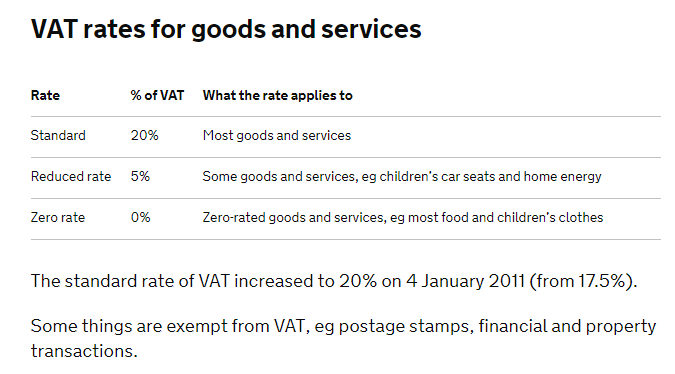 VAT rates for goods and services
Rate % of VAT What the rate applies to
Standard 20% Most goods and services
Reduced rate 5% Some goods and services, eg children's car seats and home energy
Zero rate 0% Zero-rated goods and services, eg most food and children's clothes
The standard rate of VAT increased to 20% on 4 January 2011 (from 17.5%).
Some things are exempt from VAT, eg postage stamps, financial and property
transactions.